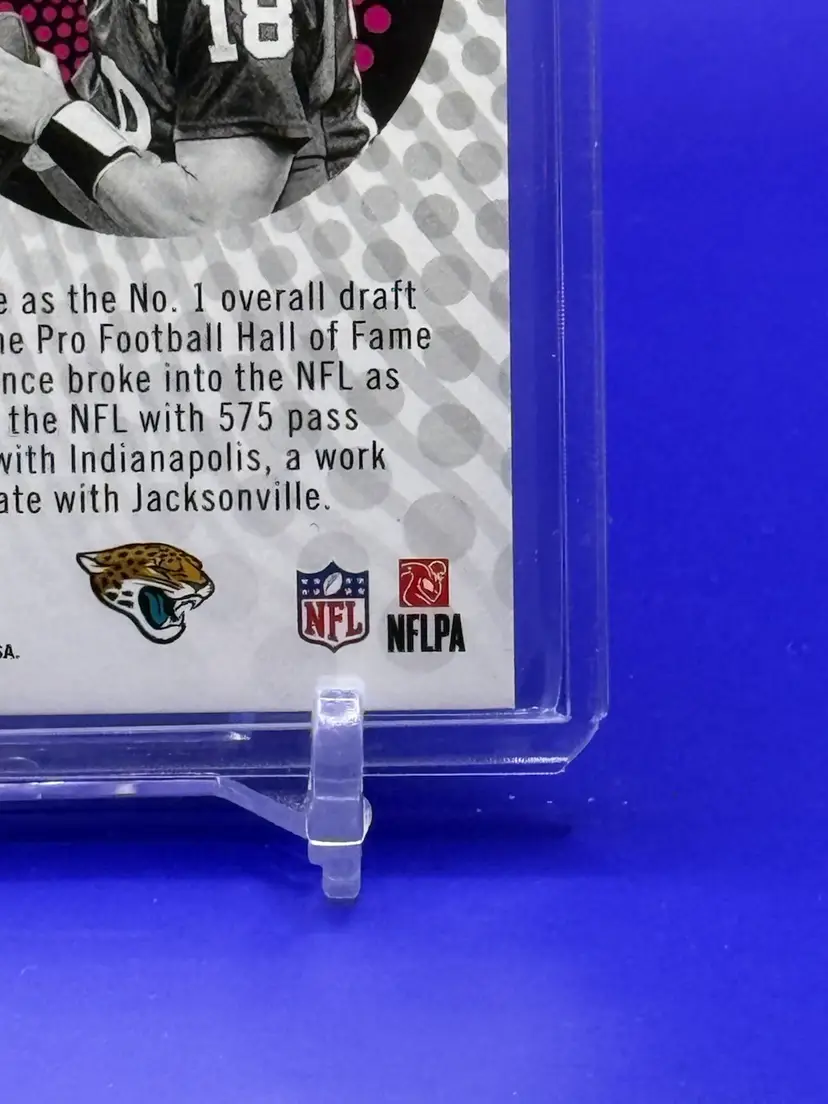 18
e as the No. 1 overall draft
he Pro Football Hall of Fame
nce broke into the NFL as
the NFL with 575 pass
with Indianapolis, a work
ate with Jacksonville.
NFL
NFLPA
SA.